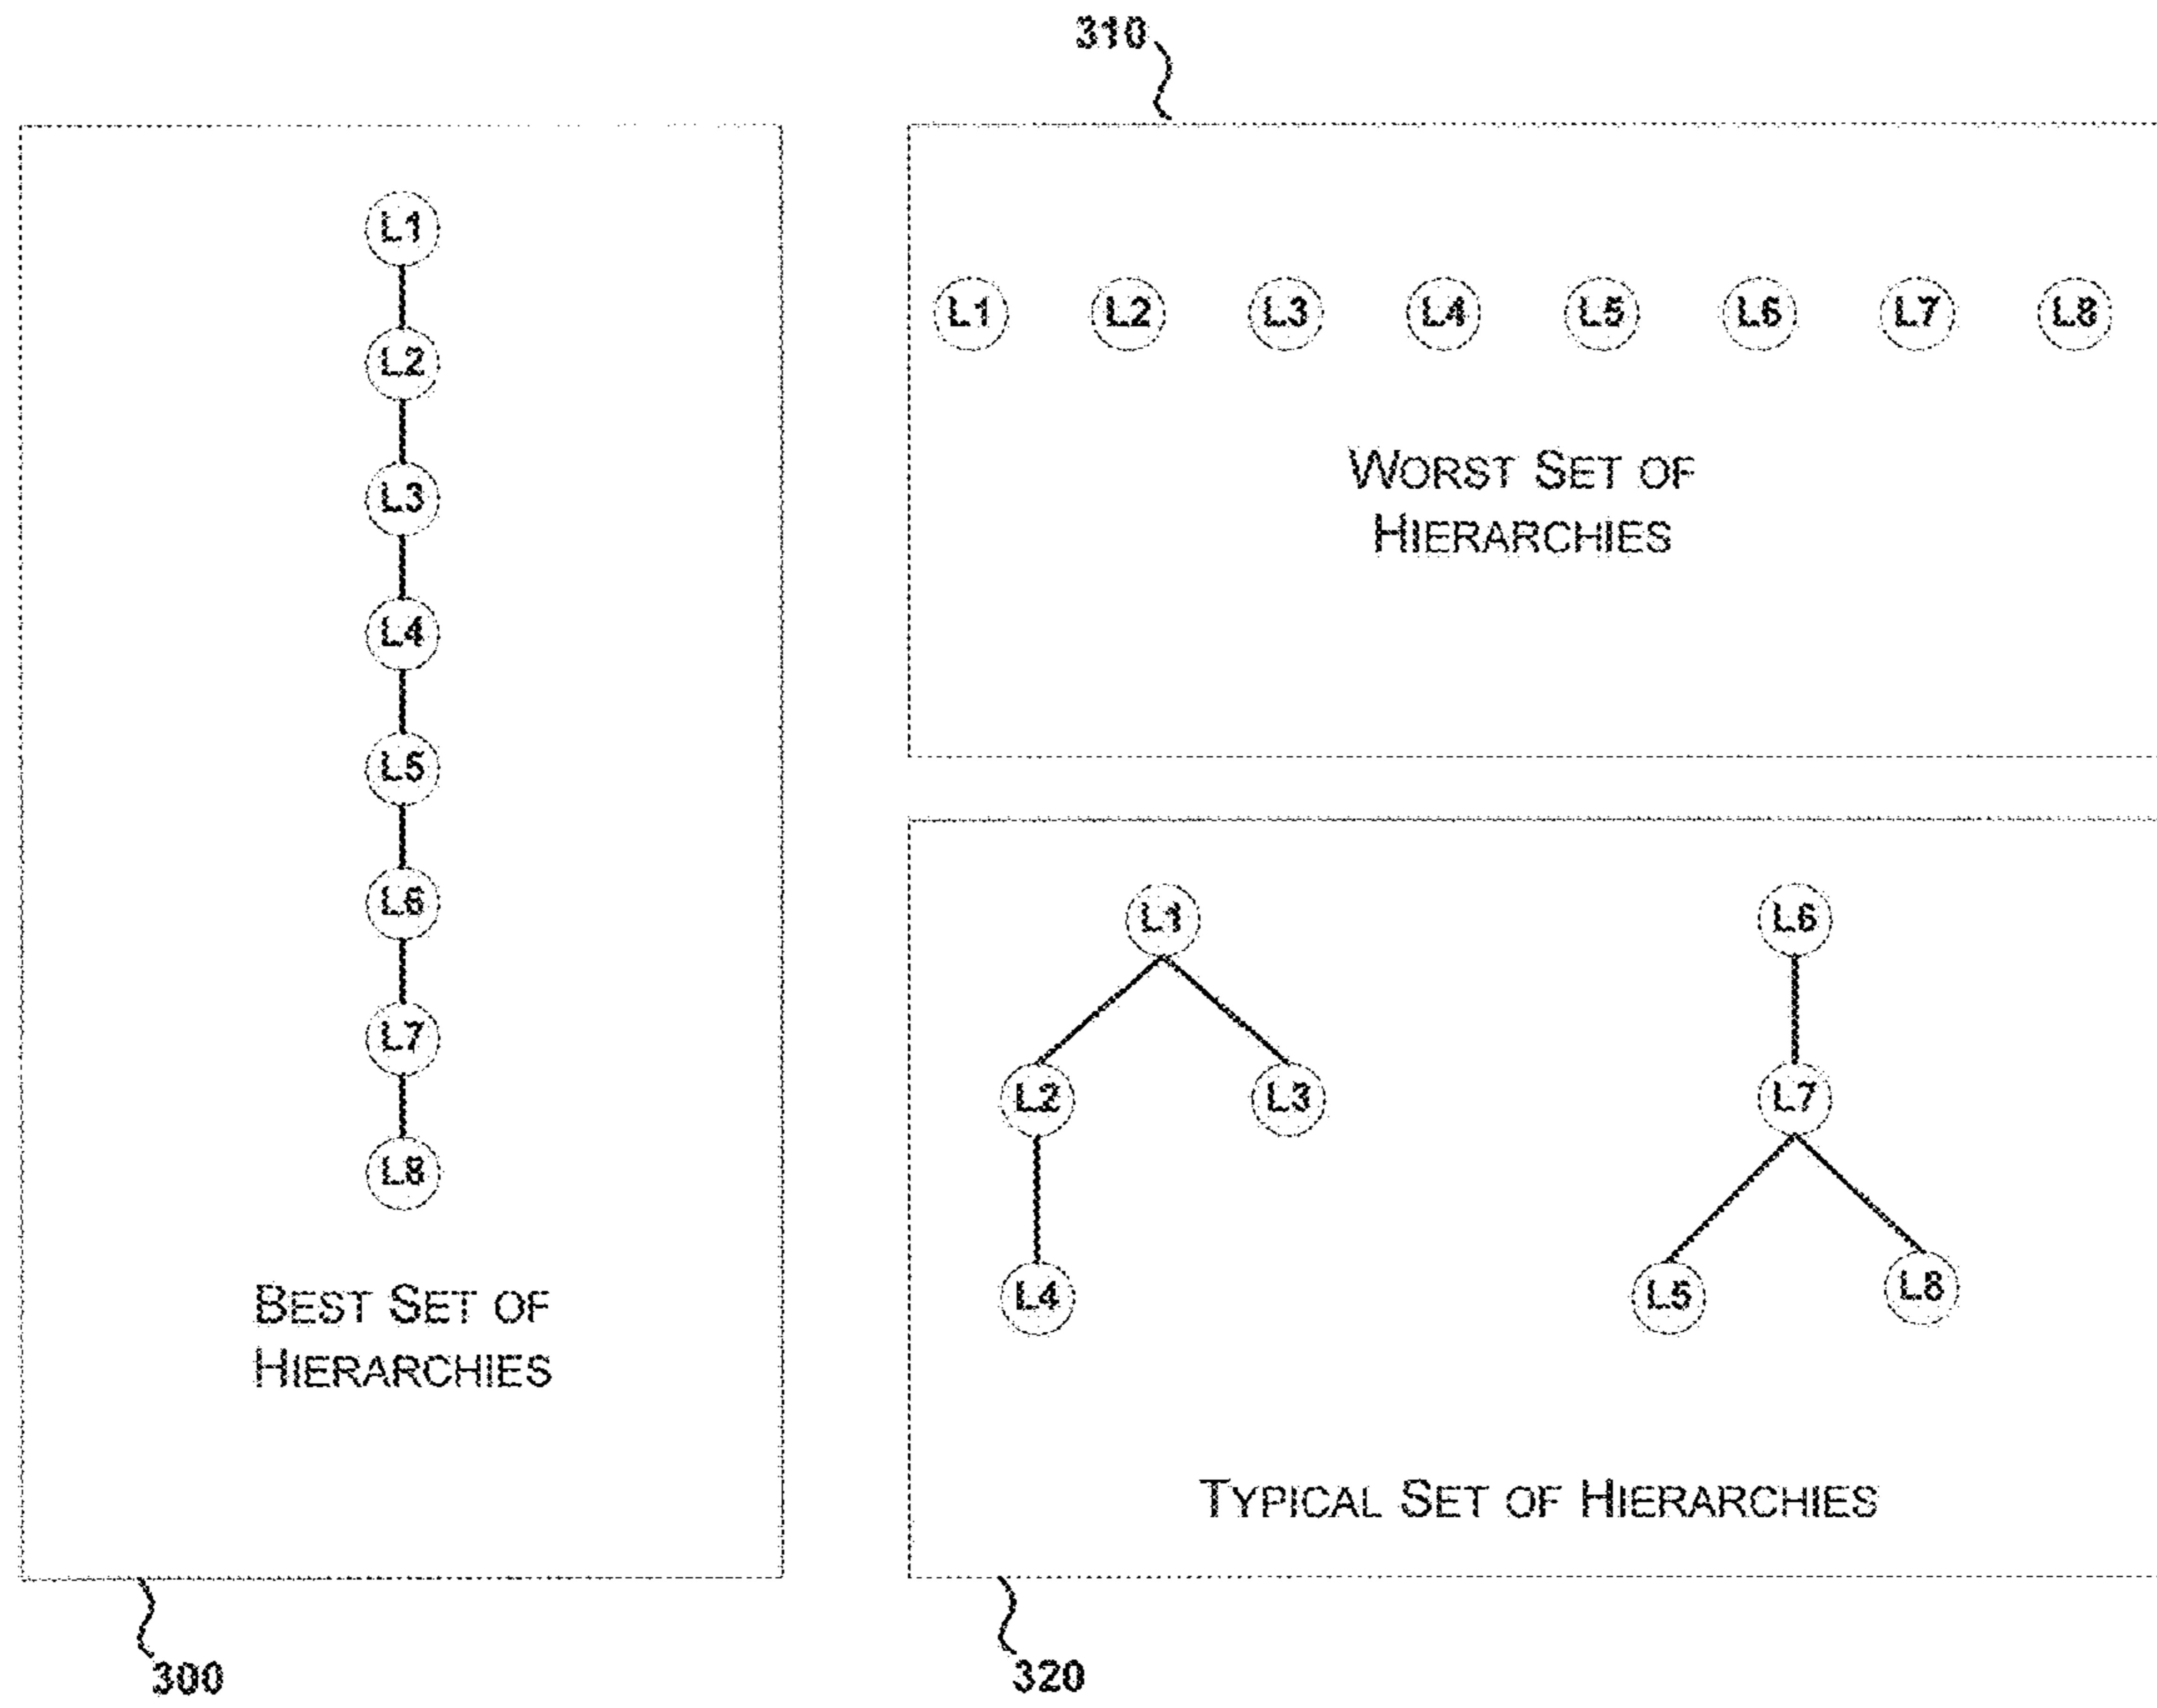 310
L1
L2
L3
L4
L5
L6
L7
L8
BEST SET OF
HIERARCHIES
300
L1 L2 L3 L4 L5 L6 L7 L8
WORST SET OF
HIERARCHIES
L1 L6
L2 L3 L7
L4 L5 L8
TYPICAL SET OF HIERARCHIES
320